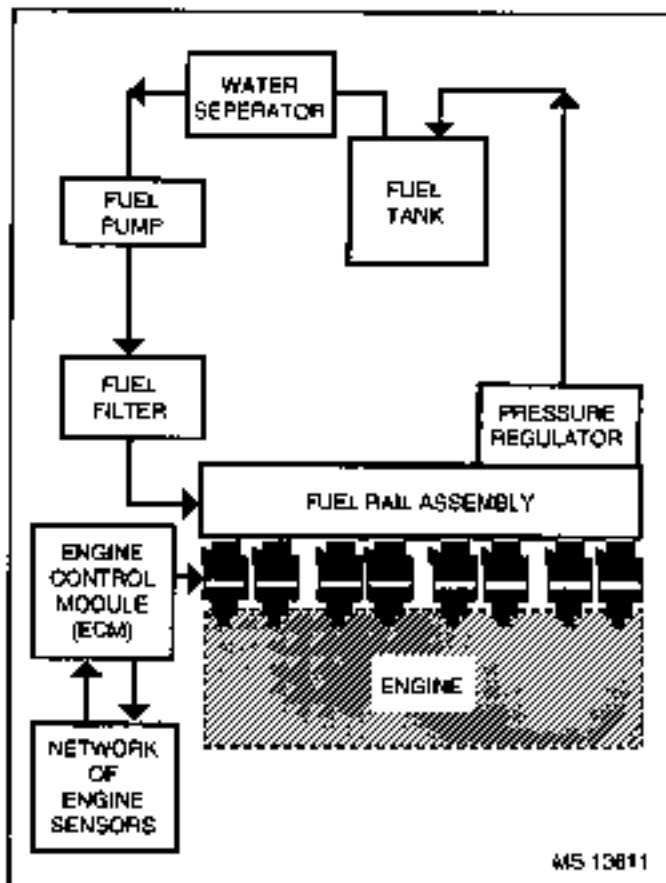 WATER
SEPERATOR
FUEL
PUMP
FUEL
TANK
FUEL
FILTER
PRESSURE
REGULATOR
FUEL RAIL ASSEMBLY
ENGINE
CONTROL
MODULE
(ECM)
ENGINE
NETWORK
OF
ENGINE
SENSORS
MS 13611